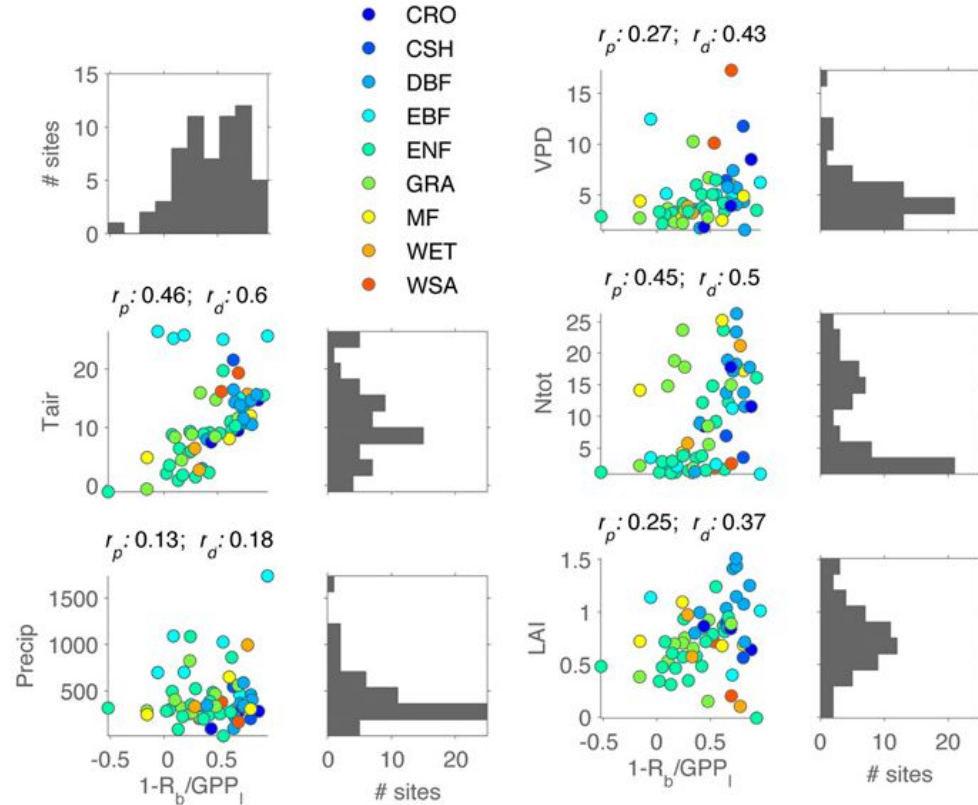 15
10
5
0
# sites
CRO
CSH
DBF
EBF
ENF
GRA
MF
WET
WSA
r_p: 0.46;  r_d: 0.6
20
10
0
Tair
r_p: 0.13;  r_d: 0.18
1500
1000
500
Precip
-0.5 0 0.5
1-R_b/GPP_l
0 10 20
# sites
r_p: 0.27;  r_d: 0.43
15
10
5
VPD
r_p: 0.45;  r_d: 0.5
25
20
15
10
5
Ntot
r_p: 0.25;  r_d: 0.37
1.5
1
0.5
0
LAI
-0.5 0 0.5
1-R_b/GPP_l
0 10 20
# sites